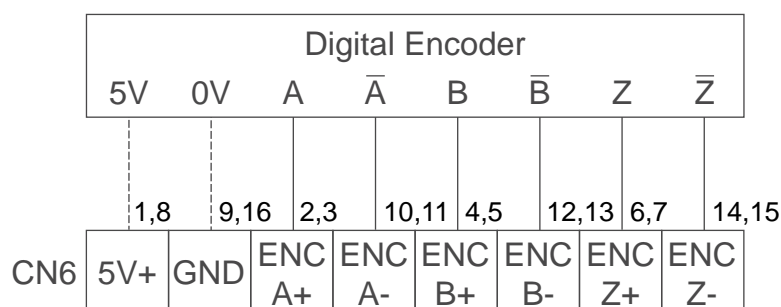 Digital Encoder
5V 0V A A̅ B B̅ Z Z̅
1,8 9,16 2,3 10,11 4,5 12,13 6,7 14,15
CN6 5V+ GND ENC A+ ENC A- ENC B+ ENC B- ENC Z+ ENC Z-